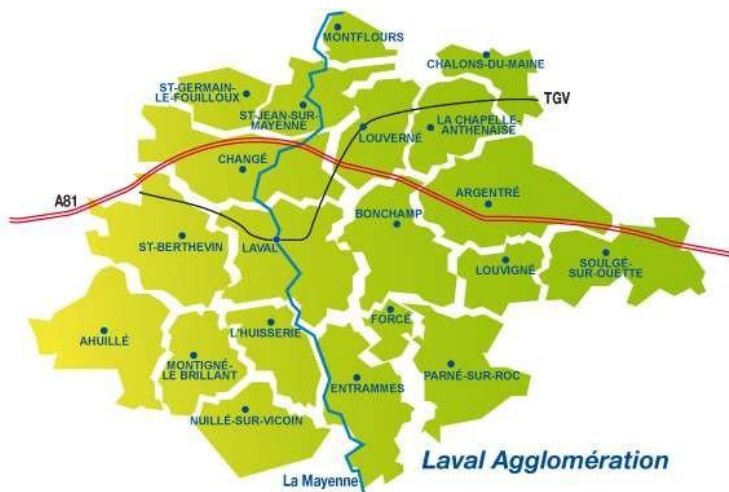 MONTFLOURS
CHALONS-DU-MAINE
ST-GERMAIN-
LE-FOUILLOUX
TGV
ST-JEAN-SUR-
MAYENNE
LA CHAPELLE-
ANTHENAISE
LOUVERNÉ
CHANGÉ
A81
ARGENTRÉ
BONCHAMP
ST-BERTHEVIN
LAVAL
LOUVIGNÉ
SOULGÉ-
SUR-OUETTE
FORCÉ
AHUILLÉ
L'HUISSERIE
MONTIGNÉ-
LE BRILLANT
ENTRAMMES
PARNÉ-SUR-ROC
NUILLÉ-SUR-VICOIN
Laval Agglomération
La Mayenne